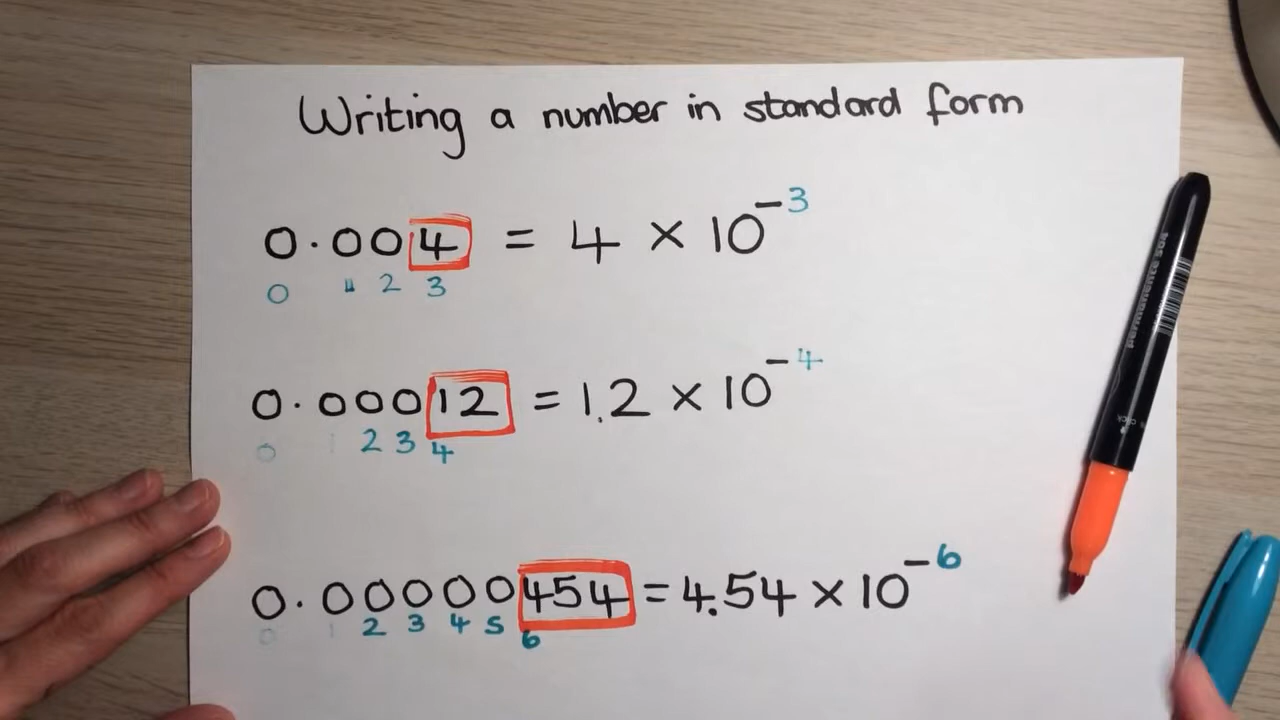 Writing a number in standard form
0.004 = 4 × 10⁻³
0 1 2 3
0.00012 = 1.2 × 10⁻⁴
0 1 2 3 4
0.00000454 = 4.54 × 10⁻⁶
0 1 2 3 4 5 6
permanente 304